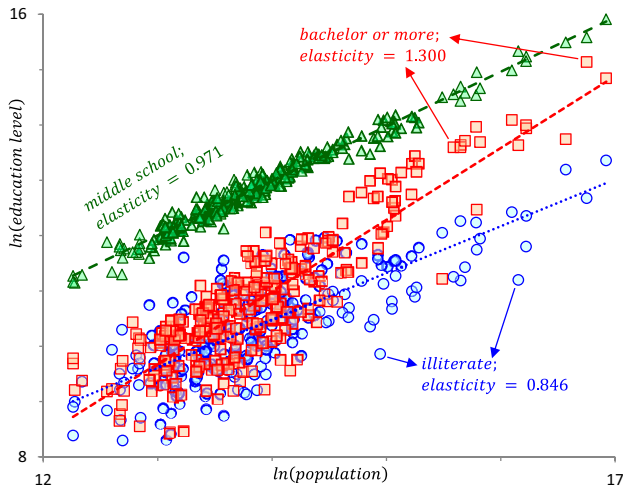 16
bachelor or more;
elasticity = 1.300
ln(education level)
middle school;
elasticity = 0.971
illiterate;
elasticity = 0.846
8
12
ln(population)
17